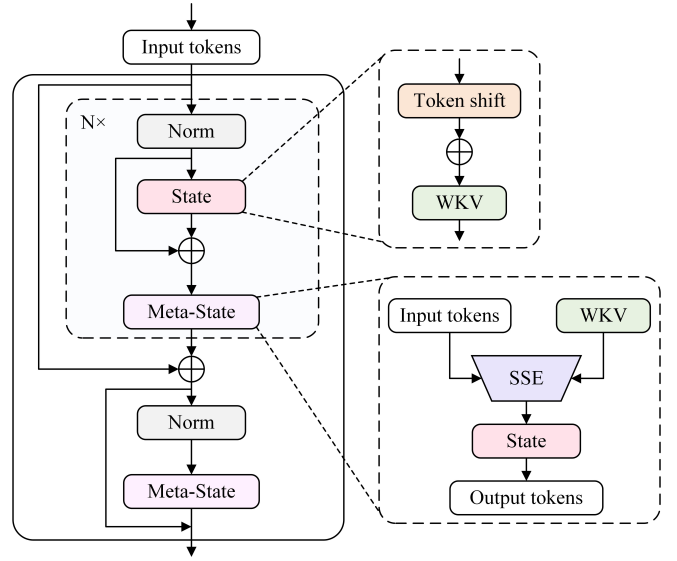 Input tokens
N×
Norm
State
Meta-State
Norm
Meta-State
Token shift
WKV
Input tokens
WKV
SSE
State
Output tokens